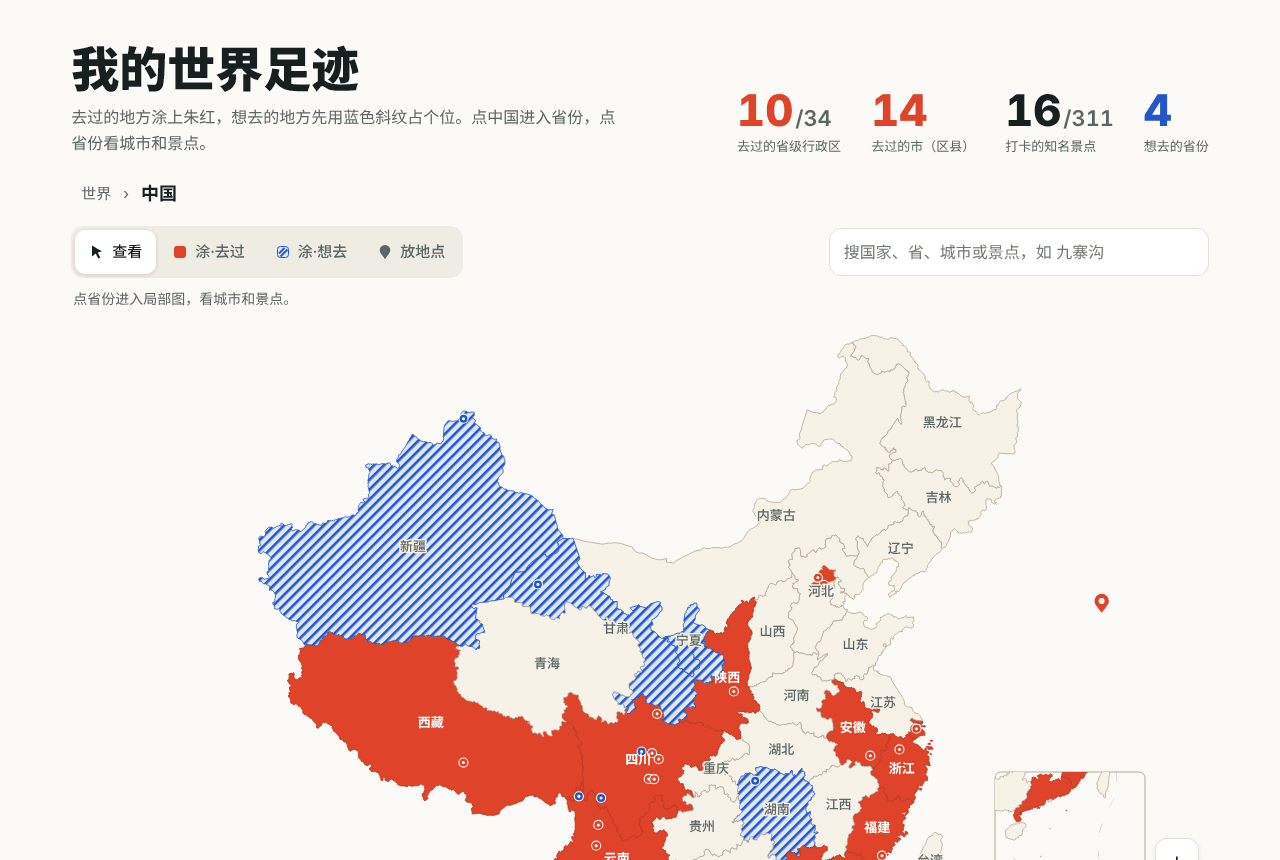 我的世界足迹
去过的地方涂上朱红，想去的地方先用蓝色斜纹占个位。点中国进入省份，点
省份看城市和景点。
10/34
去过的省级行政区
14
去过的市（区县）
16/311
打卡的知名景点
4
想去的省份
世界 › 中国
查看
涂·去过
涂·想去
放地点
搜国家、省、城市或景点，如 九寨沟
点省份进入局部图，看城市和景点。
黑龙江
吉林
内蒙古
辽宁
新疆
河北
甘肃
宁夏
山西
山东
青海
陕西
河南
江苏
西藏
安徽
四川
湖北
重庆
浙江
湖南
江西
贵州
福建
云南
台湾